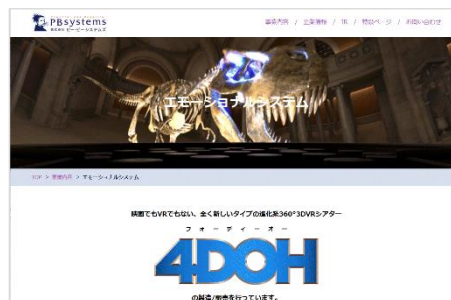 PBsystems
株式会社 ピービーシステムズ
事業内容 / 企業情報 / IR / 特設ページ / お問い合わせ
エモーショナルシステム
TOP > 事業内容 > エモーショナルシステム
映画でもVRでもない、全く新しいタイプの進化系360°3DVRシアター
フォーディーオー
4DOH
の製造/販売を行っています。